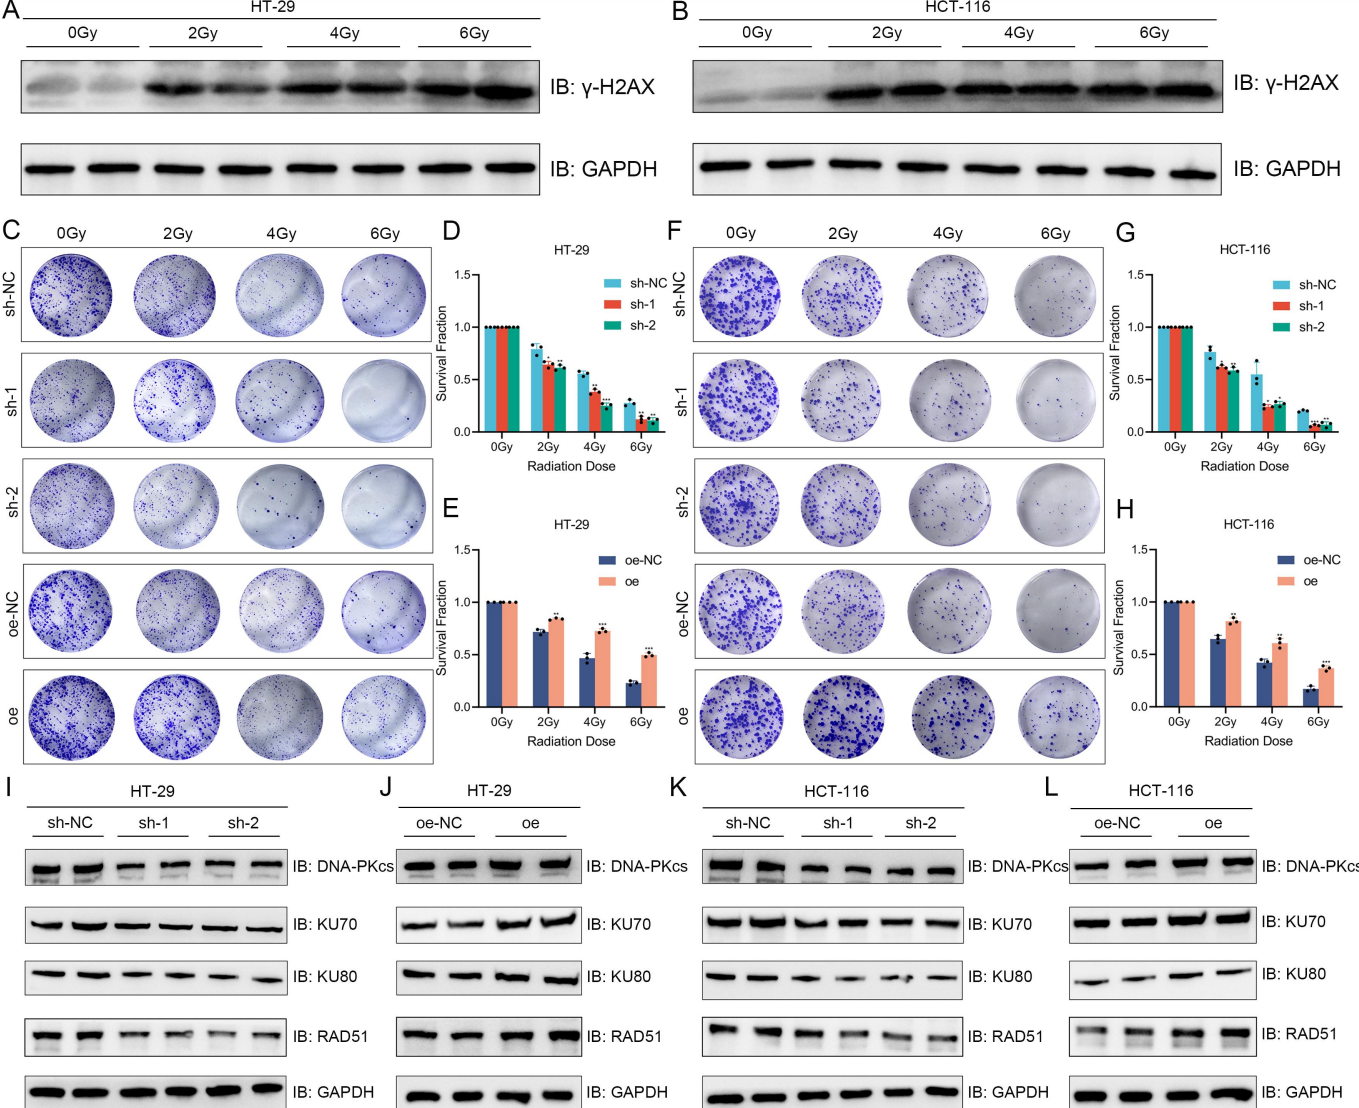 A
HT-29
0Gy 2Gy 4Gy 6Gy
IB: γ-H2AX
IB: GAPDH
B
HCT-116
0Gy 2Gy 4Gy 6Gy
IB: γ-H2AX
IB: GAPDH
C
0Gy 2Gy 4Gy 6Gy
sh-NC
sh-1
sh-2
oe-NC
oe
D
HT-29
sh-NC
sh-1
sh-2
Survival Fraction
1.5
1.0
0.5
0.0
* ** ** *** ** **
0Gy 2Gy 4Gy 6Gy
Radiation Dose
E
HT-29
oe-NC
oe
Survival Fraction
1.5
1.0
0.5
0.0
** *** ***
0Gy 2Gy 4Gy 6Gy
Radiation Dose
F
0Gy 2Gy 4Gy 6Gy
sh-NC
sh-1
sh-2
oe-NC
oe
G
HCT-116
sh-NC
sh-1
sh-2
Survival Fraction
1.5
1.0
0.5
0.0
* ** * * *** **
0Gy 2Gy 4Gy 6Gy
Radiation Dose
H
HCT-116
oe-NC
oe
Survival Fraction
1.5
1.0
0.5
0.0
** ** ***
0Gy 2Gy 4Gy 6Gy
Radiation Dose
I
HT-29
sh-NC sh-1 sh-2
IB: DNA-PKcs
IB: KU70
IB: KU80
IB: RAD51
IB: GAPDH
J
HT-29
oe-NC oe
IB: DNA-PKcs
IB: KU70
IB: KU80
IB: RAD51
IB: GAPDH
K
HCT-116
sh-NC sh-1 sh-2
IB: DNA-PKcs
IB: KU70
IB: KU80
IB: RAD51
IB: GAPDH
L
HCT-116
oe-NC oe
IB: DNA-PKcs
IB: KU70
IB: KU80
IB: RAD51
IB: GAPDH